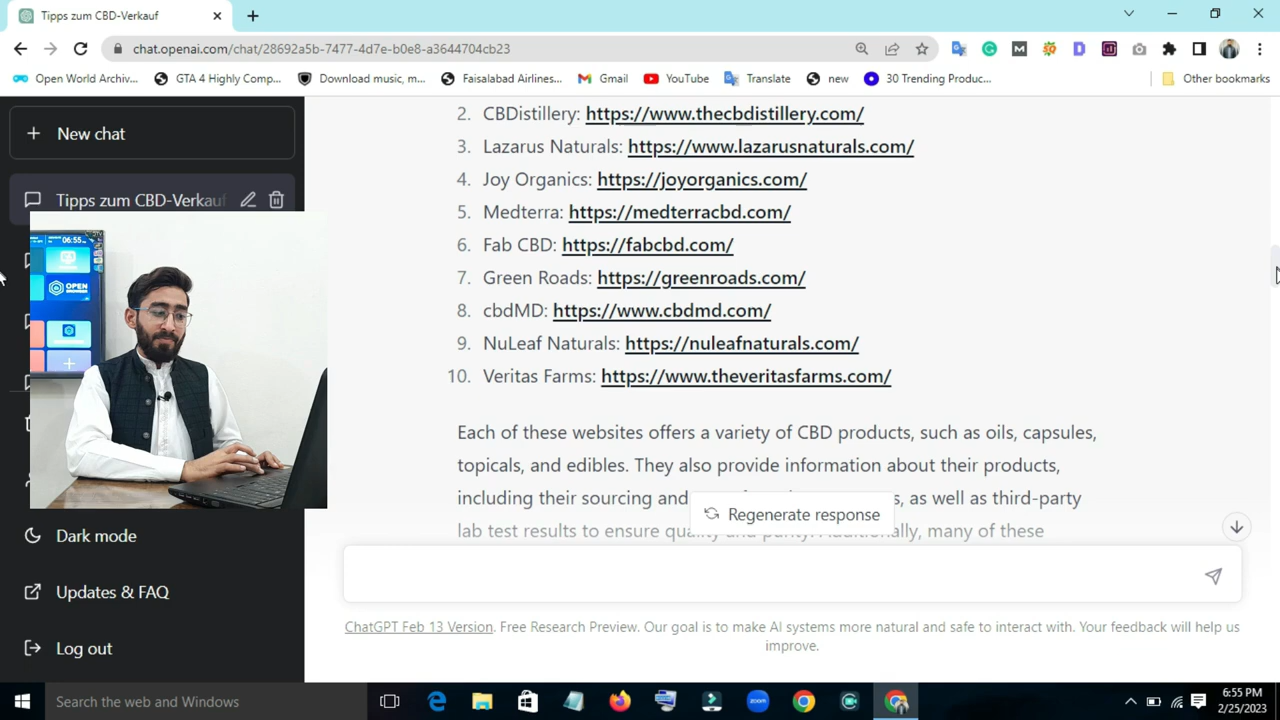 Tipps zum CBD-Verkauf
chat.openai.com/chat/28692a5b-7477-4d7e-b0e8-a3644704cb23
Open World Archiv...
GTA 4 Highly Comp...
Download music, m...
Faisalabad Airlines...
Gmail
YouTube
Translate
new
30 Trending Produc...
Other bookmarks
+ New chat
Tipps zum CBD-Verkauf
06:55
OPEN
Dark mode
Updates & FAQ
Log out
2. CBDistillery: https://www.thecbdistillery.com/
3. Lazarus Naturals: https://www.lazarusnaturals.com/
4. Joy Organics: https://joyorganics.com/
5. Medterra: https://medterracbd.com/
6. Fab CBD: https://fabcbd.com/
7. Green Roads: https://greenroads.com/
8. cbdMD: https://www.cbdmd.com/
9. NuLeaf Naturals: https://nuleafnaturals.com/
10. Veritas Farms: https://www.theveritasfarms.com/
Each of these websites offers a variety of CBD products, such as oils, capsules,
topicals, and edibles. They also provide information about their products,
including their sourcing and as well as third-party
lab test results to ensure quality and purity. Additionally, many of these
Regenerate response
ChatGPT Feb 13 Version. Free Research Preview. Our goal is to make AI systems more natural and safe to interact with. Your feedback will help us
improve.
Search the web and Windows
zoom
6:55 PM
2/25/2023